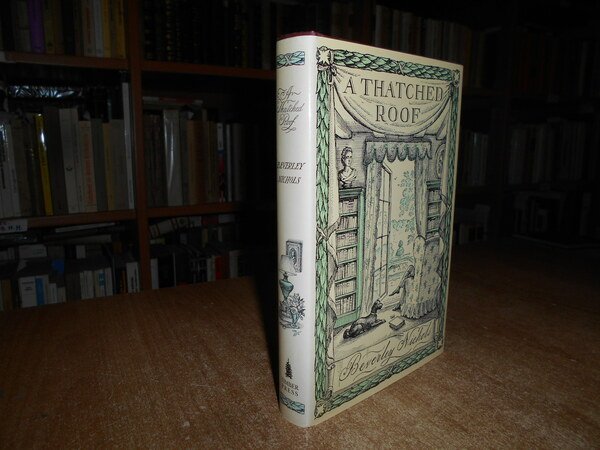 A THATCHED
ROOF
Beverley Nichols
A
Thatched
Roof
BEVERLEY
NICHOLS
TIMBER
PRESS